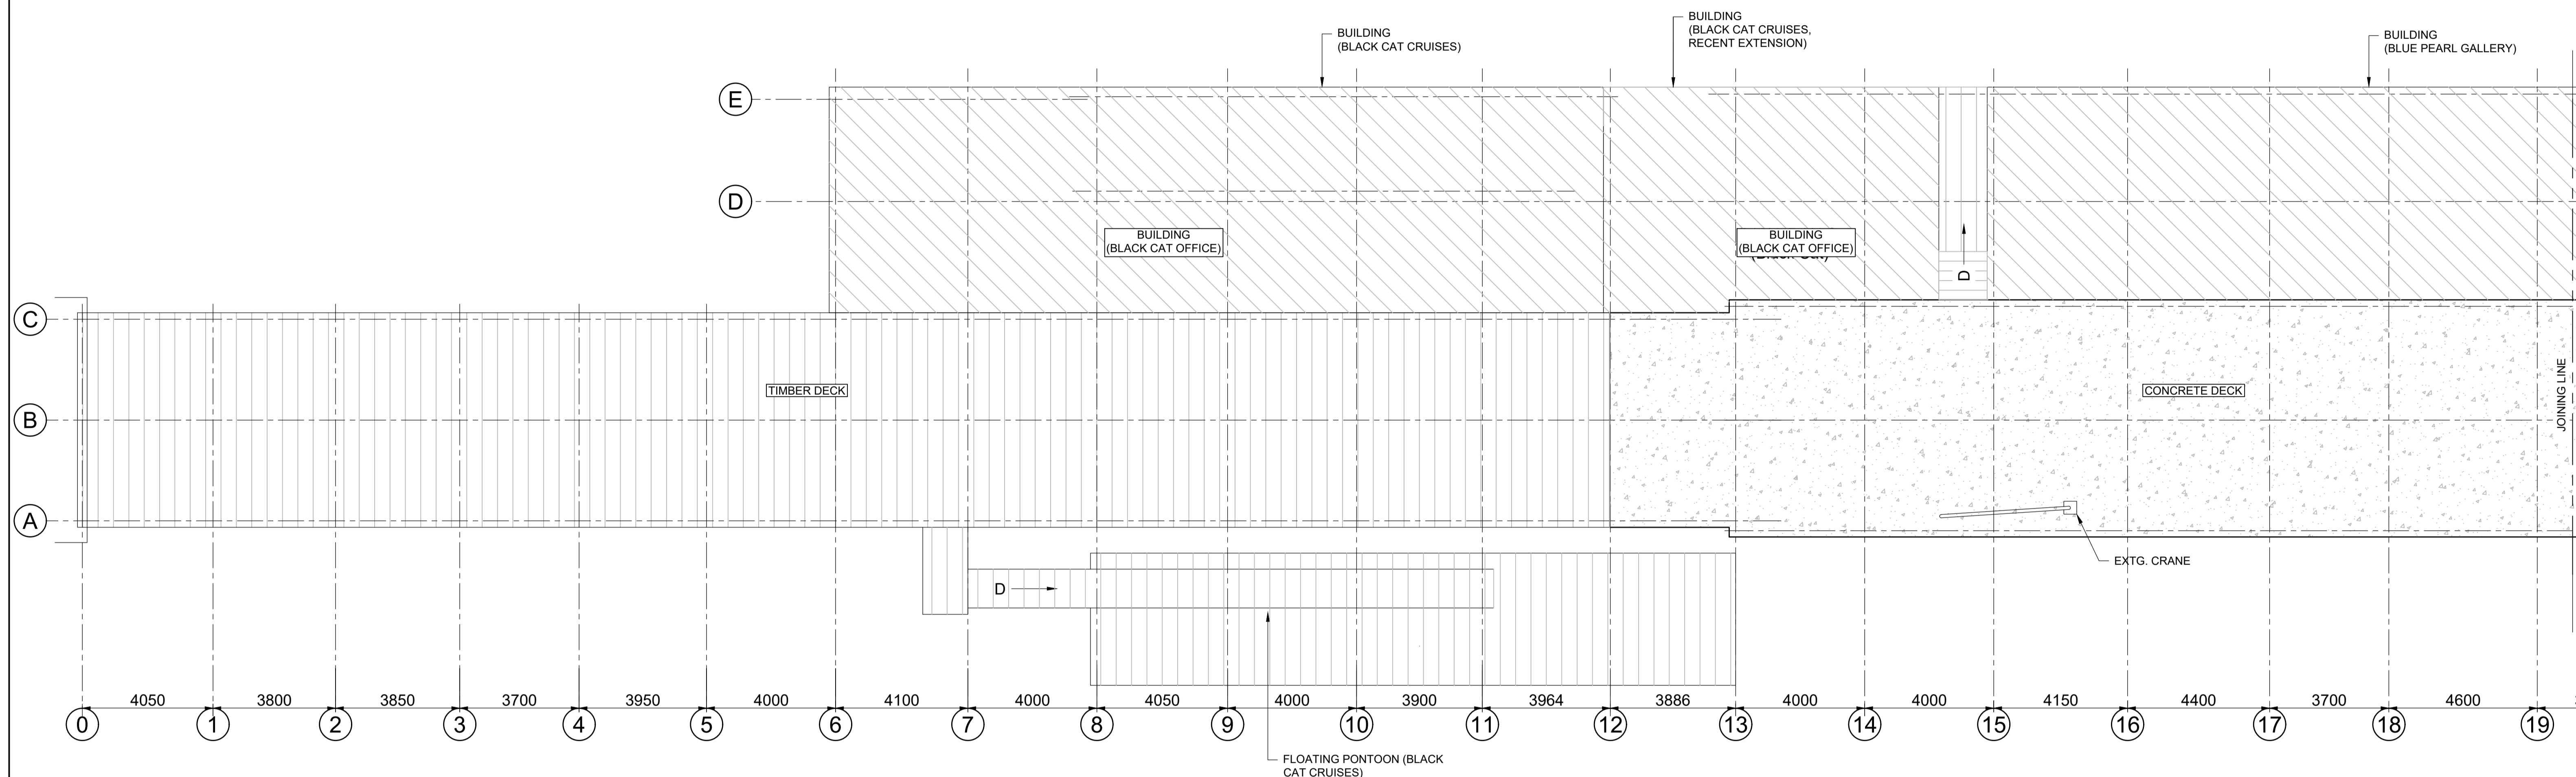 BUILDING
(BLACK CAT CRUISES)
BUILDING
(BLACK CAT CRUISES,
RECENT EXTENSION)
BUILDING
(BLUE PEARL GALLERY)
E
D
BUILDING
(BLACK CAT OFFICE)
BUILDING
(BLACK CAT OFFICE)
D
C
TIMBER DECK
CONCRETE DECK
JOINING LINE
B
A
EXTG. CRANE
D
4050 3800 3850 3700 3950 4000 4100 4000 4050 4000 3900 3964 3886 4000 4000 4150 4400 3700 4600
0 1 2 3 4 5 6 7 8 9 10 11 12 13 14 15 16 17 18 19
FLOATING PONTOON (BLACK
CAT CRUISES)